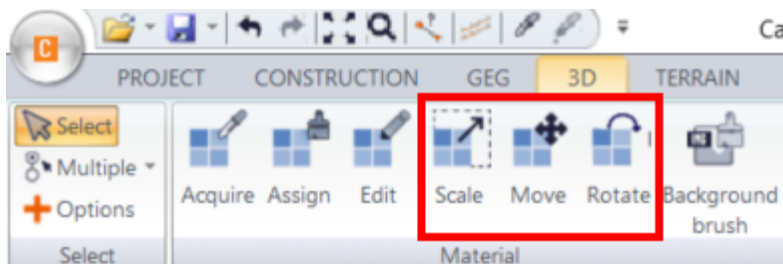 C
Ca
PROJECT CONSTRUCTION GEG 3D TERRAIN
Select
Multiple
Options
Select
Acquire Assign Edit Scale Move Rotate Background
brush
Material